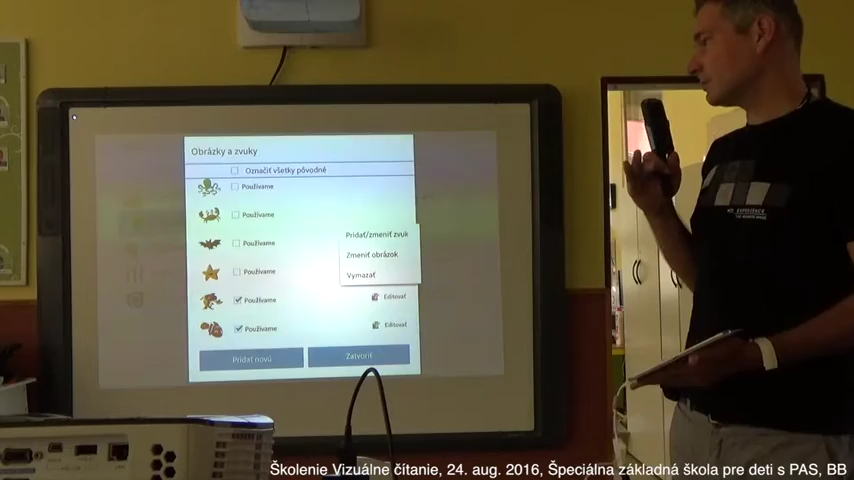 Obrázky a zvuky
Označiť všetky pôvodné
Používame
Používame
Používame
Používame
Používame
Používame
Pridať/zmeniť zvuk
Zmeniť obrázok
Vymazať
Editovať
Editovať
Pridať novú
Zatvoriť
Školenie Vizuálne čítanie, 24. aug. 2016, Špeciálna základná škola pre deti s PAS, BB